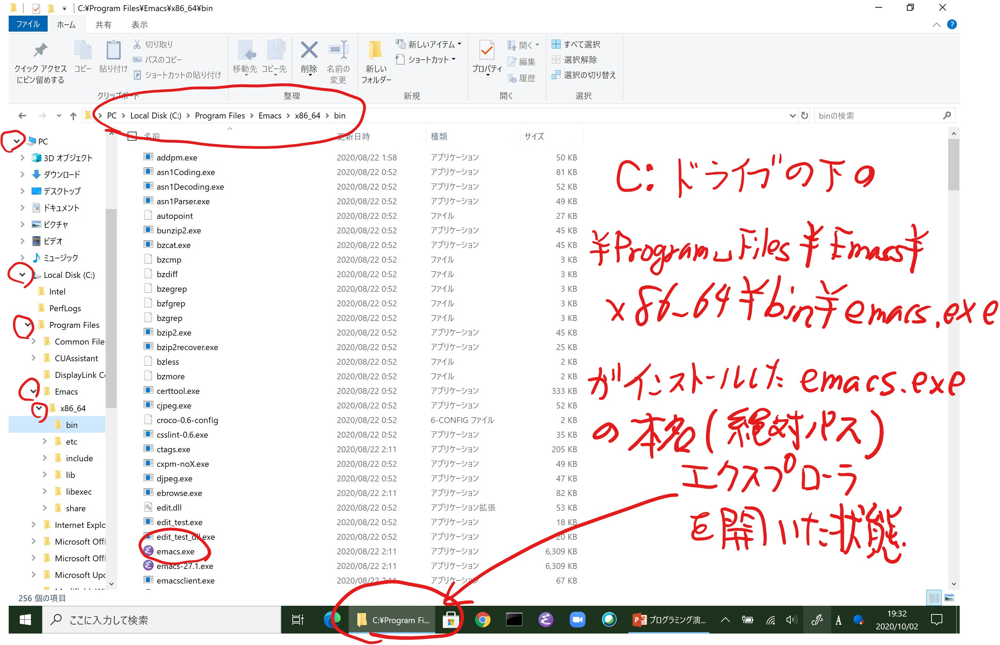 C:¥Program Files¥Emacs¥x86_64¥bin
ファイル ホーム 共有 表示
クイック アクセス
にピン留めする
コピー
貼り付け
切り取り
パスのコピー
ショートカットの貼り付け
クリップボード
移動先
コピー先
削除
名前の
変更
整理
新しい
フォルダー
新しいアイテム
ショートカット
新規
プロパティ
開く
編集
履歴
開く
すべて選択
選択解除
選択の切り替え
選択
PC Local Disk (C:) Program Files Emacs x86_64 bin
binの検索
PC
3D オブジェクト
ダウンロード
デスクトップ
ドキュメント
ピクチャ
ビデオ
ミュージック
Local Disk (C:)
Intel
PerfLogs
Program Files
Common File
CUAssistant
DisplayLink C
Emacs
x86_64
bin
etc
include
lib
libexec
share
Internet Explo
Microsoft Offi
Microsoft Offi
Microsoft Upd
名前 更新日時 種類 サイズ
addpm.exe 2020/08/22 1:58 アプリケーション 50 KB
asn1Coding.exe 2020/08/22 0:52 アプリケーション 81 KB
asn1Decoding.exe 2020/08/22 0:52 アプリケーション 52 KB
asn1Parser.exe 2020/08/22 0:52 アプリケーション 49 KB
autopoint 2020/08/22 0:52 ファイル 27 KB
bunzip2.exe 2020/08/22 0:52 アプリケーション 45 KB
bzcat.exe 2020/08/22 0:52 アプリケーション 45 KB
bzcmp 2020/08/22 0:52 ファイル 3 KB
bzdiff 2020/08/22 0:52 ファイル 3 KB
bzegrep 2020/08/22 0:52 ファイル 3 KB
bzfgrep 2020/08/22 0:52 ファイル 3 KB
bzgrep 2020/08/22 0:52 ファイル 3 KB
bzip2.exe 2020/08/22 0:52 アプリケーション 45 KB
bzip2recover.exe 2020/08/22 0:52 アプリケーション 25 KB
bzless 2020/08/22 0:52 ファイル 2 KB
bzmore 2020/08/22 0:52 ファイル 2 KB
certtool.exe 2020/08/22 0:52 アプリケーション 333 KB
cjpeg.exe 2020/08/22 0:52 アプリケーション 52 KB
croco-0.6-config 2020/08/22 0:52 6-CONFIG ファイル 2 KB
csslint-0.6.exe 2020/08/22 0:52 アプリケーション 35 KB
ctags.exe 2020/08/22 2:11 アプリケーション 205 KB
cxpm-noX.exe 2020/08/22 0:52 アプリケーション 49 KB
djpeg.exe 2020/08/22 0:52 アプリケーション 47 KB
ebrowse.exe 2020/08/22 2:11 アプリケーション 82 KB
edit.dll 2020/08/22 0:52 アプリケーション拡張 53 KB
edit_test.exe 2020/08/22 0:52 アプリケーション 18 KB
edit_test_dll.exe 2020/08/22 0:52 アプリケーション 20 KB
emacs.exe 2020/08/22 2:11 アプリケーション 6,309 KB
emacs-27.1.exe 2020/08/22 2:11 アプリケーション 6,309 KB
emacsclient.exe 2020/08/22 2:11 アプリケーション 67 KB
C:ドライブの下の
¥Program␣Files¥Emacs¥
x86_64¥bin¥emacs.exe
がインストールした emacs.exe
の本名(絶対パス)
エクスプローラ
を開いた状態.
256 個の項目
ここに入力して検索
C:¥Program Fi...
プログラミング演...
A
19:32
2020/10/02